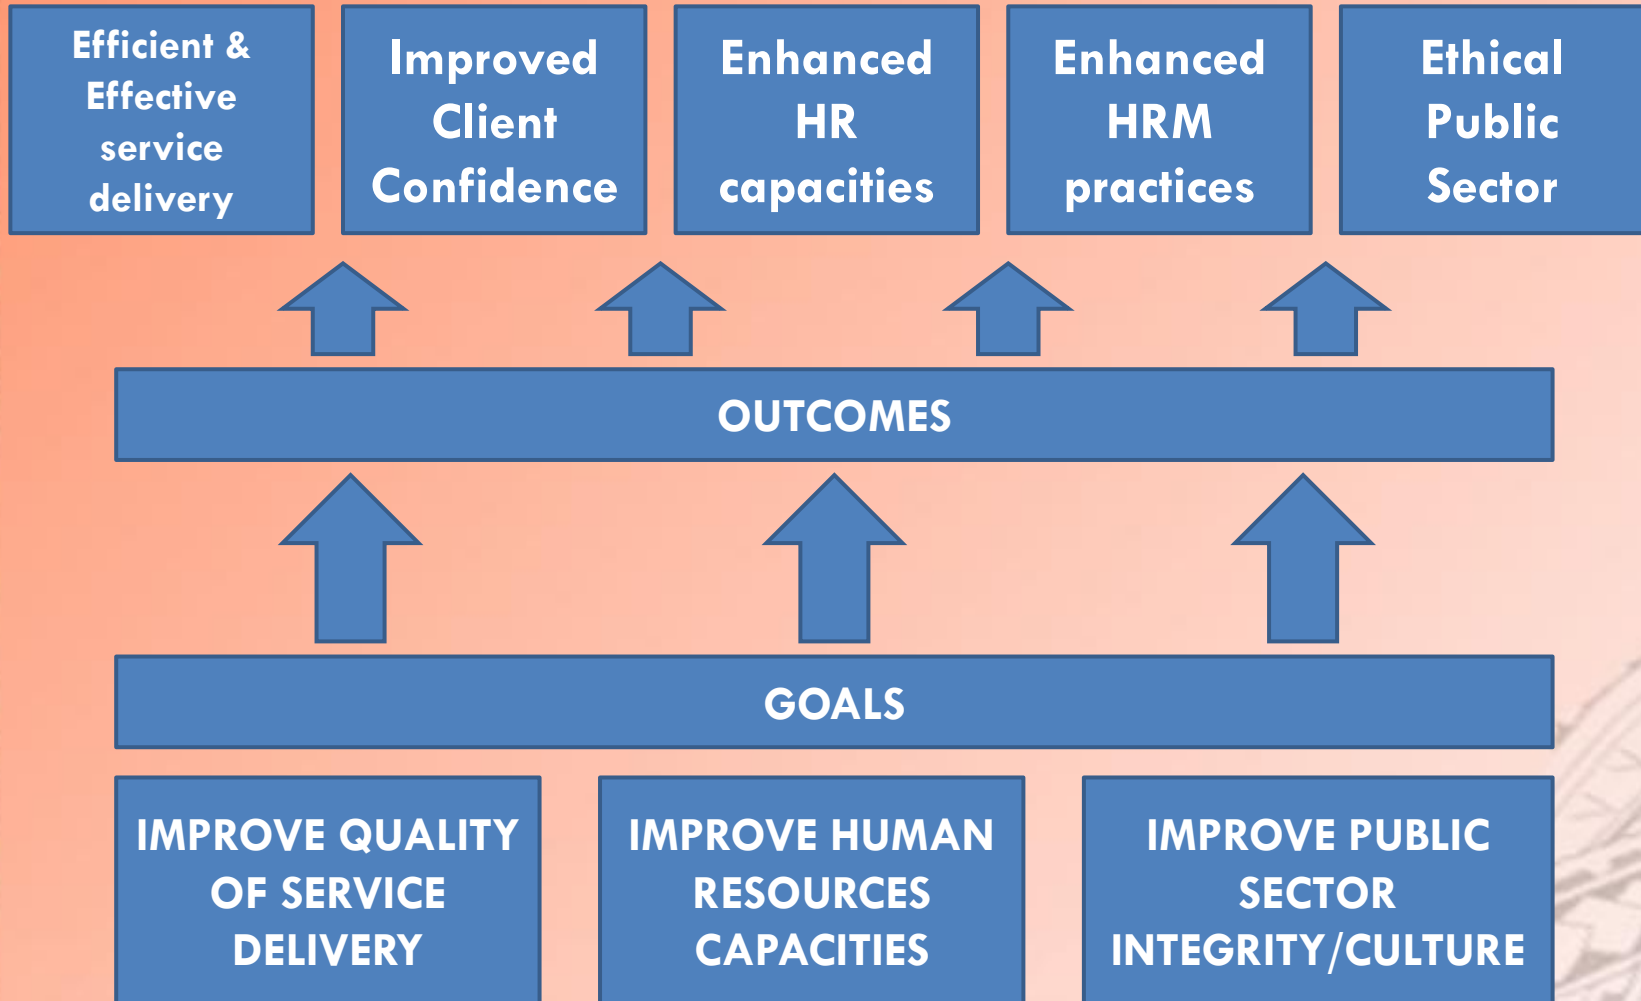 Efficient &
Effective
service
delivery
Improved
Client
Confidence
Enhanced
HR
capacities
Enhanced
HRM
practices
Ethical
Public
Sector
OUTCOMES
GOALS
IMPROVE QUALITY
OF SERVICE
DELIVERY
IMPROVE HUMAN
RESOURCES
CAPACITIES
IMPROVE PUBLIC
SECTOR
INTEGRITY/CULTURE